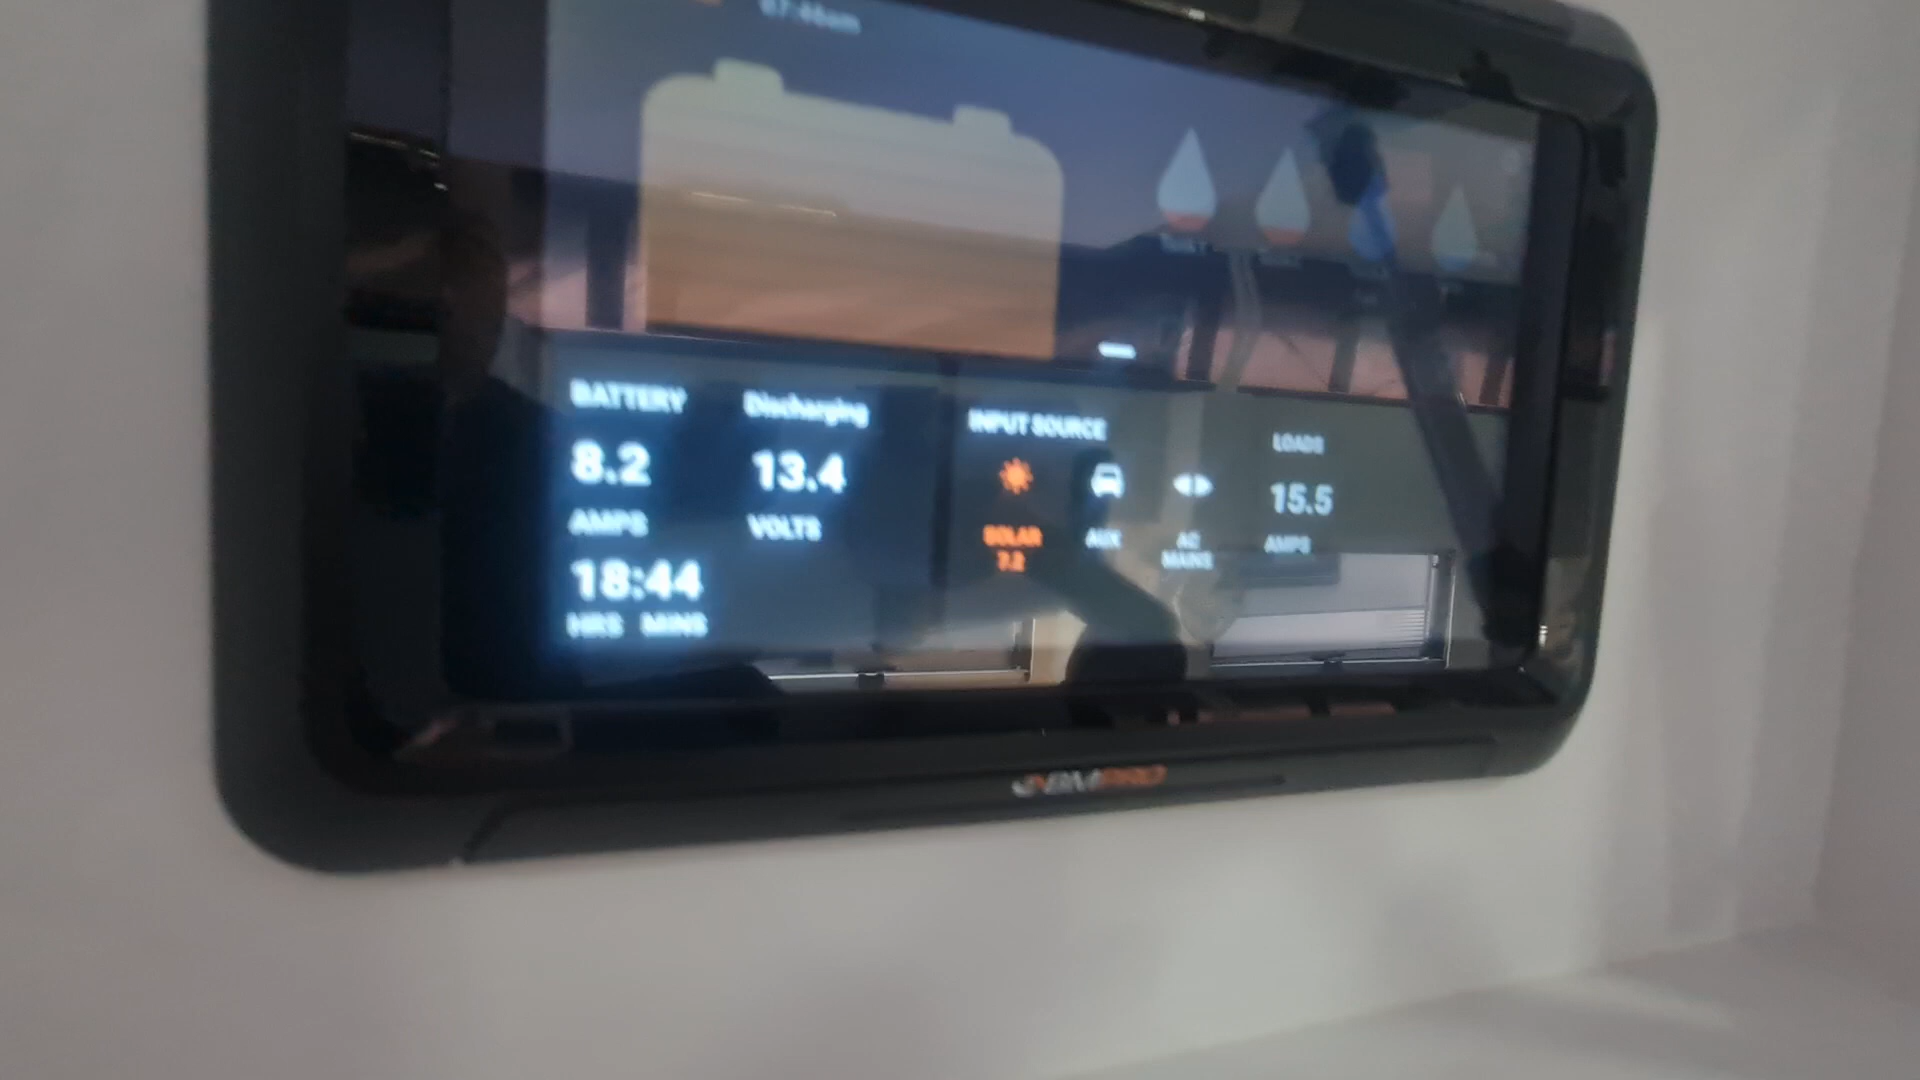 BATTERY Discharging
8.2 13.4
AMPS VOLTS
18:44
HRS MINS
INPUT SOURCE
SOLAR AUX AC
7.2 MAINS
LOADS
15.5
AMPS
BMPRO